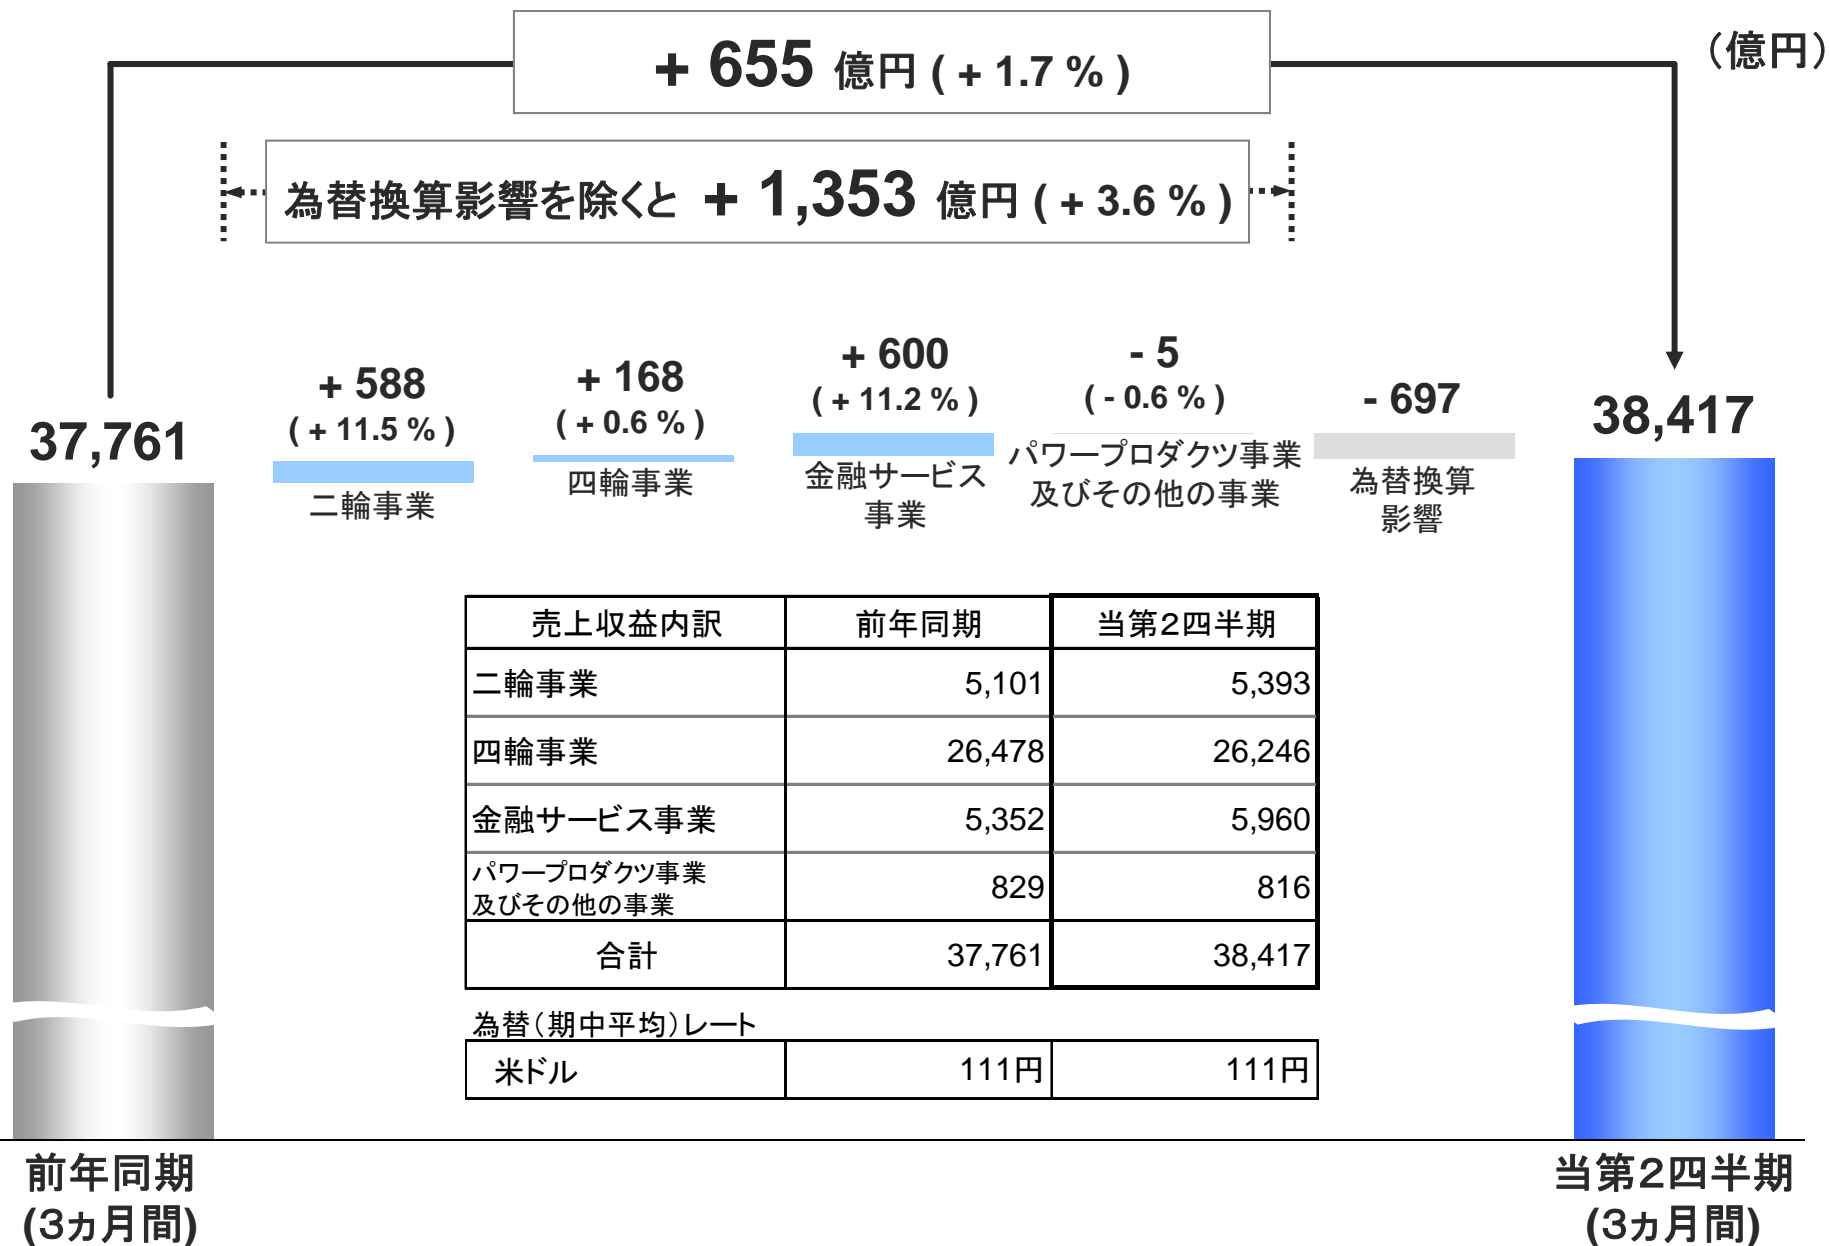 + 655 億円 ( + 1.7 % )
（億円）
為替換算影響を除くと + 1,353 億円 ( + 3.6 % )
37,761
+ 588
( + 11.5 % )
二輪事業
+ 168
( + 0.6 % )
四輪事業
+ 600
( + 11.2 % )
金融サービス
事業
- 5
( - 0.6 % )
パワープロダクツ事業
及びその他の事業
- 697
為替換算
影響
38,417
売上収益内訳 前年同期 当第２四半期
二輪事業 5,101 5,393
四輪事業 26,478 26,246
金融サービス事業 5,352 5,960
パワープロダクツ事業
及びその他の事業 829 816
合計 37,761 38,417
為替（期中平均）レート
米ドル 111円 111円
前年同期
(３ヵ月間)
当第２四半期
(３ヵ月間)